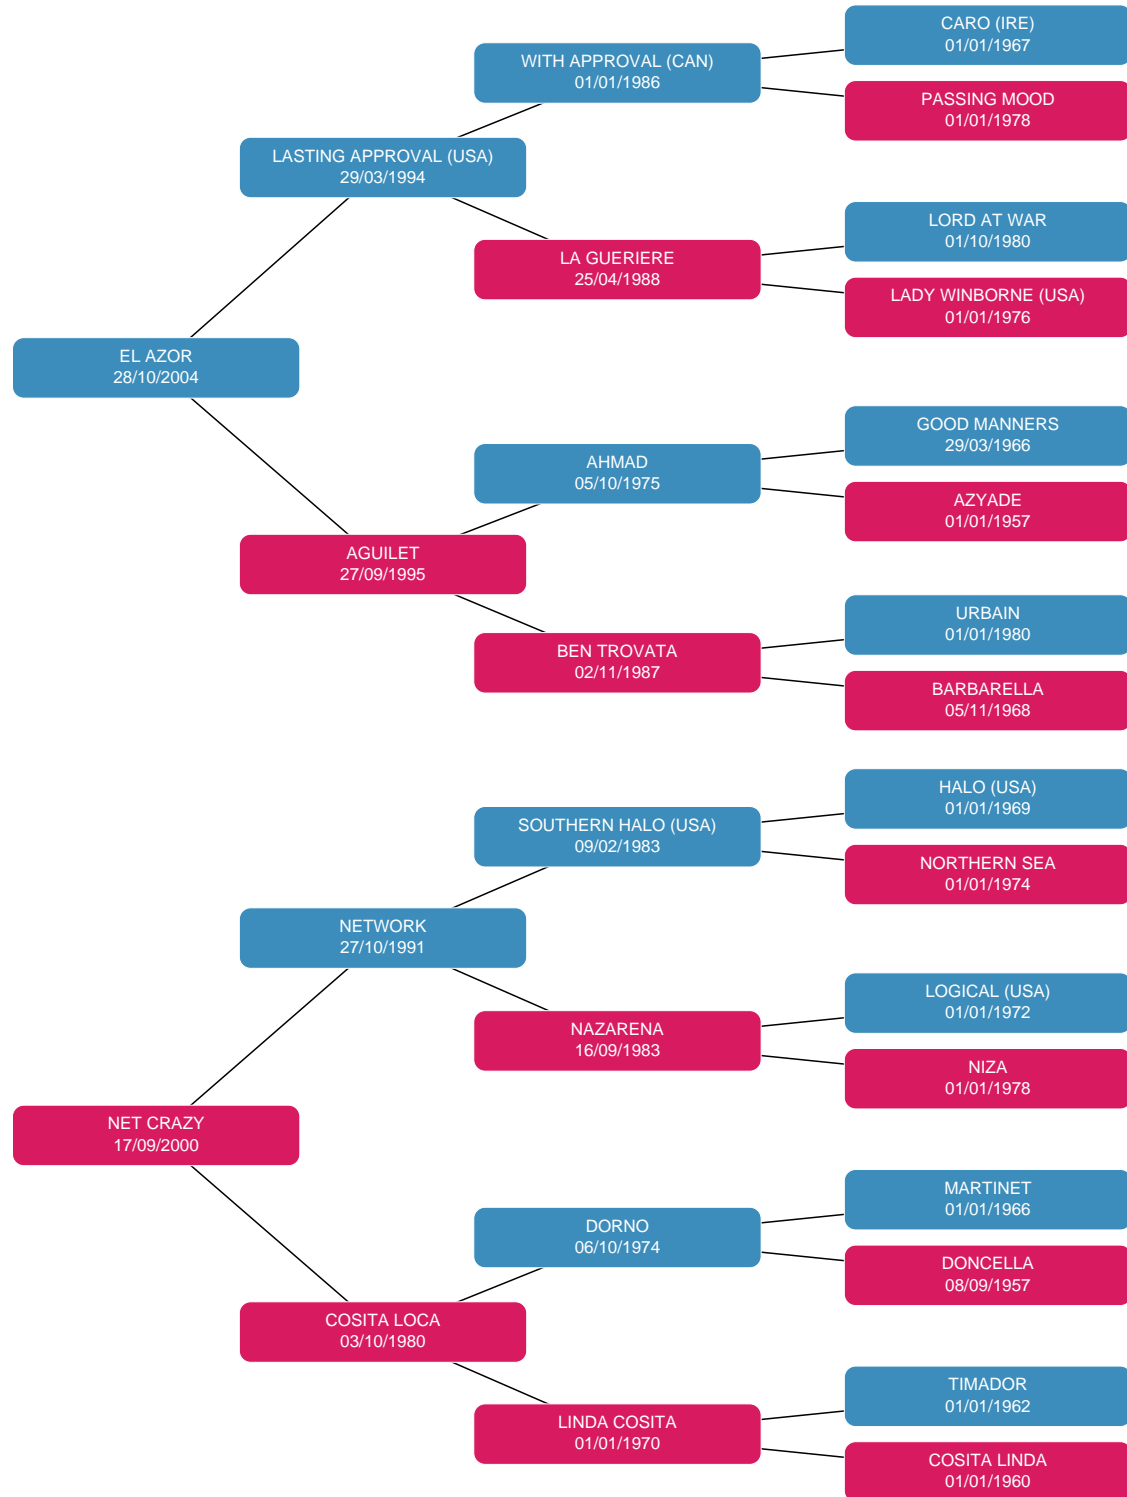 CARO (IRE)
01/01/1967
WITH APPROVAL (CAN)
01/01/1986
PASSING MOOD
01/01/1978
LASTING APPROVAL (USA)
29/03/1994
LORD AT WAR
01/10/1980
LA GUERIERE
25/04/1988
LADY WINBORNE (USA)
01/01/1976
EL AZOR
28/10/2004
GOOD MANNERS
29/03/1966
AHMAD
05/10/1975
AZYADE
01/01/1957
AGUILET
27/09/1995
URBAIN
01/01/1980
BEN TROVATA
02/11/1987
BARBARELLA
05/11/1968
HALO (USA)
01/01/1969
SOUTHERN HALO (USA)
09/02/1983
NORTHERN SEA
01/01/1974
NETWORK
27/10/1991
LOGICAL (USA)
01/01/1972
NAZARENA
16/09/1983
NIZA
01/01/1978
NET CRAZY
17/09/2000
MARTINET
01/01/1966
DORNO
06/10/1974
DONCELLA
08/09/1957
COSITA LOCA
03/10/1980
TIMADOR
01/01/1962
LINDA COSITA
01/01/1970
COSITA LINDA
01/01/1960